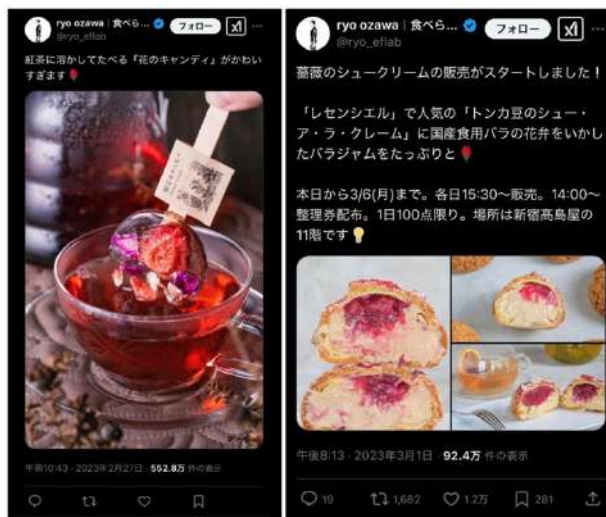 ryo ozawa | 食べら...
フォロー
@ryo_eflab
紅茶に溶かしてたべる『花のキャンディ』がかわい
すぎます🌹
午前10:43 · 2023年2月27日 · 552.8万 件の表示
ryo ozawa | 食べら...
フォロー
@ryo_eflab
薔薇のシュークリームの販売がスタートしました！
「レセンシエル」で人気の「トンカ豆のシュー・
ア・ラ・クレーム」に国産食用バラの花弁をいかし
たバラジャムをたっぷりと🌹
本日から3/6(月)まで。各日15:30〜販売。14:00〜
整理券配布。1日100点限り。場所は新宿髙島屋の
11階です💡
午後8:13 · 2023年3月1日 · 92.4万 件の表示
19 1,682 1.2万 281